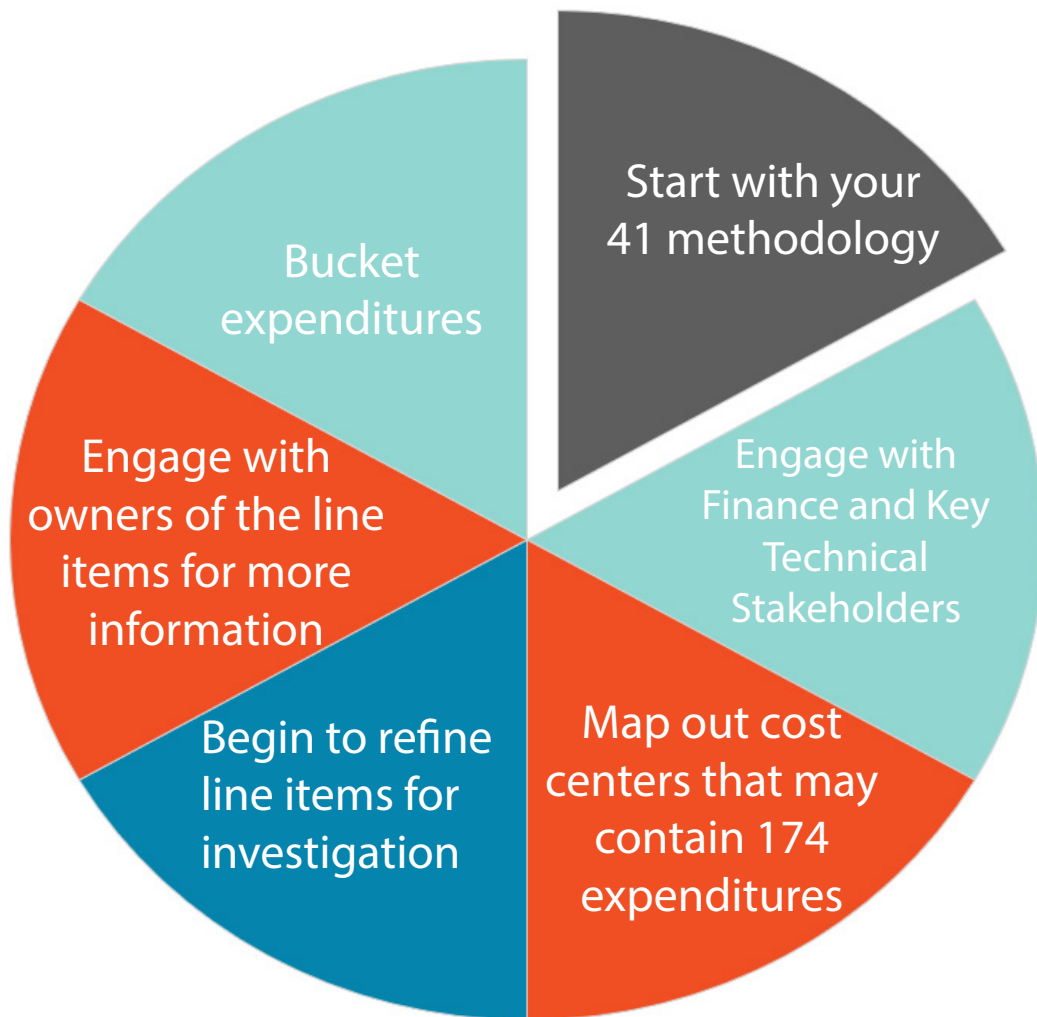 Start with your
41 methodology
Engage with
Finance and Key
Technical
Stakeholders
Map out cost
centers that may
contain 174
expenditures
Begin to refine
line items for
investigation
Engage with
owners of the line
items for more
information
Bucket
expenditures